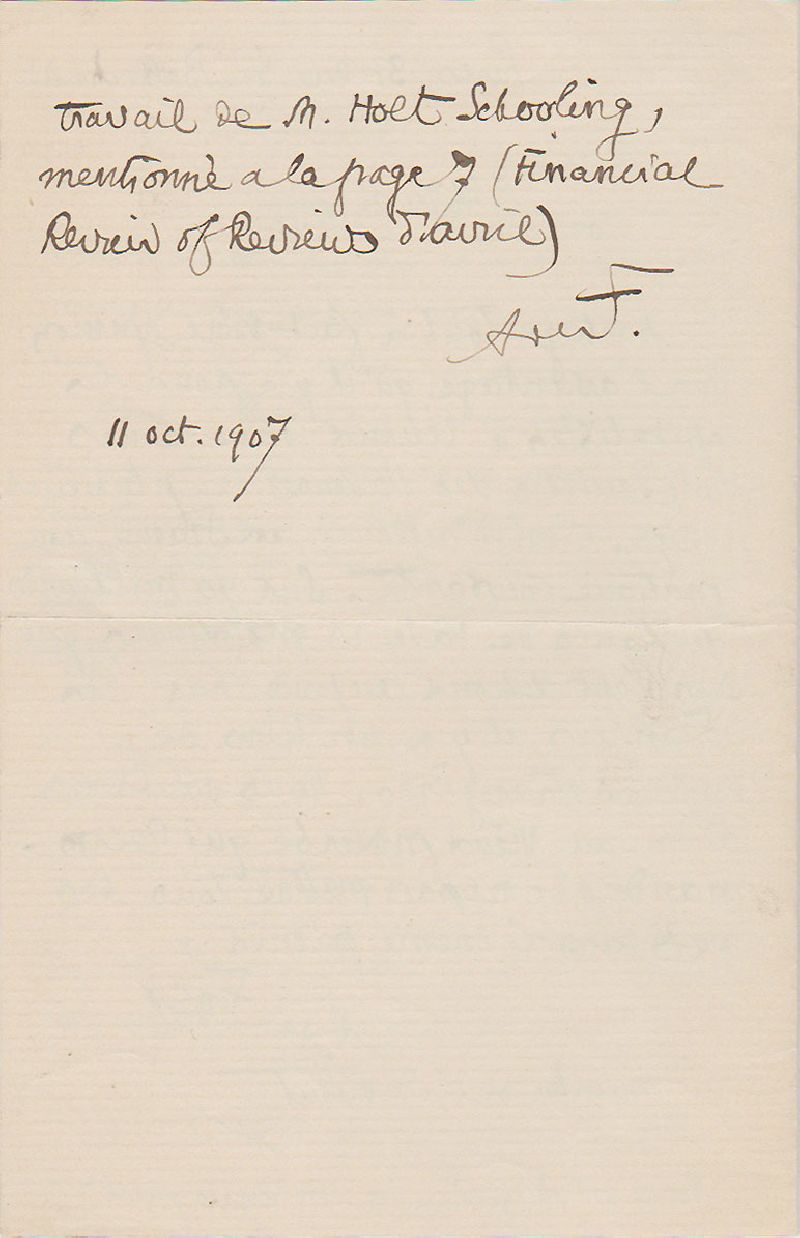 travail de M. Holt Schooling,
mentionné a la page 7 (Financial
Review of Reviews d'avril)
11 oct. 1907